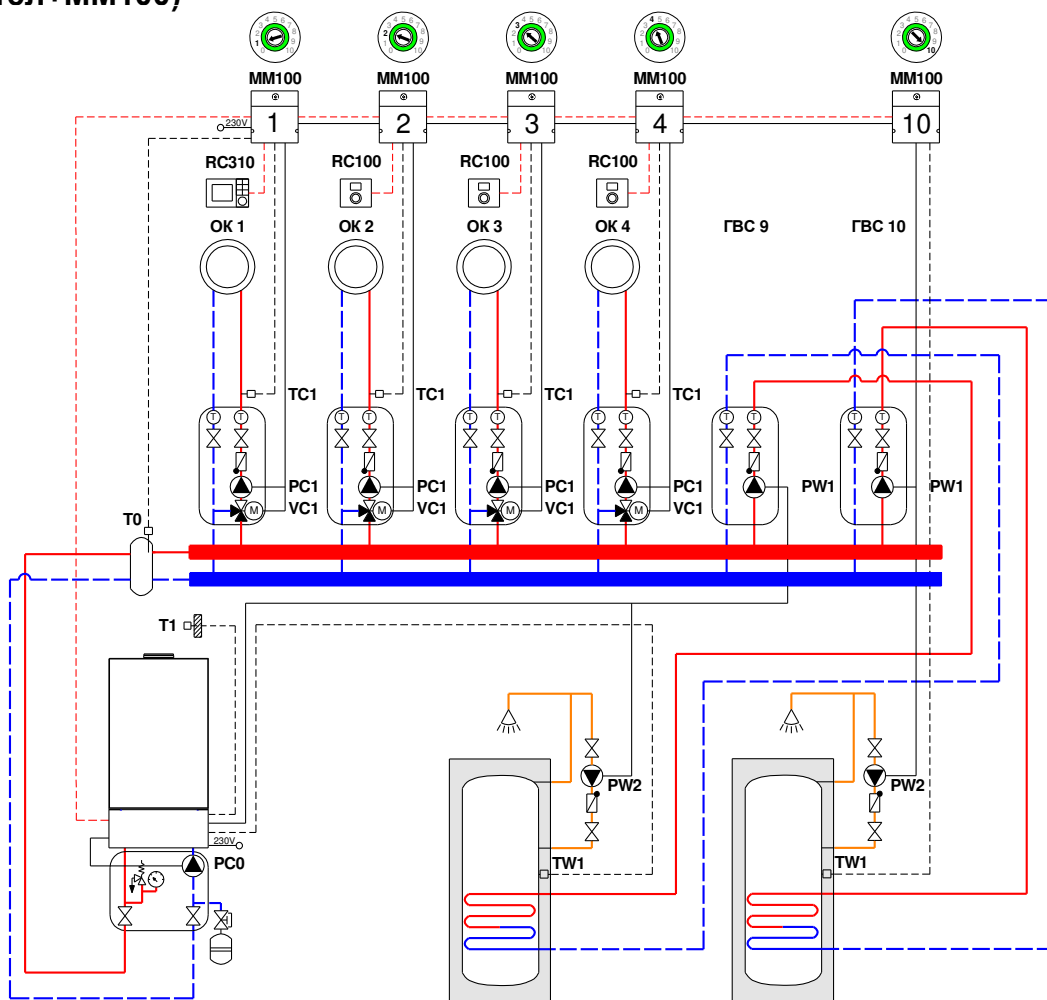 MM100 MM100 MM100 MM100 MM100
230V 1 2 3 4 10
RC310 RC100 RC100 RC100
ОК 1 ОК 2 ОК 3 ОК 4 ГВС 9 ГВС 10
TC1 TC1 TC1 TC1
T T T T T T T T T T T T
PC1 PC1 PC1 PC1 PW1 PW1
M M M M
VC1 VC1 VC1 VC1
T0
T1
PW2 PW2
230V
PC0 TW1 TW1